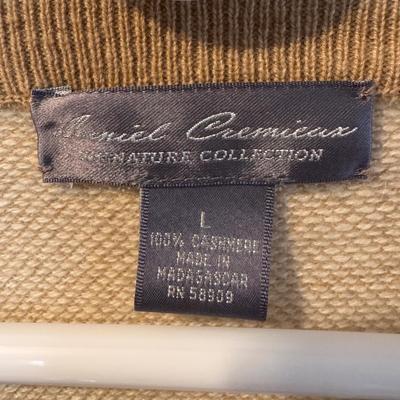 Daniel Cremieux
SIGNATURE COLLECTION
L
100% CASHMERE
MADE IN
MADAGASCAR
RN 58909